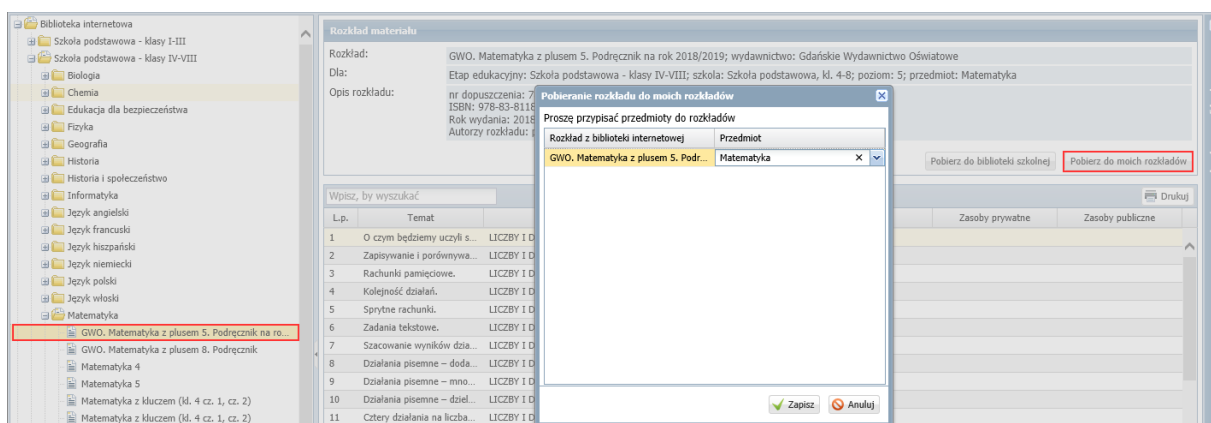 Biblioteka internetowa
Szkoła podstawowa - klasy I-III
Szkoła podstawowa - klasy IV-VIII
Biologia
Chemia
Edukacja dla bezpieczeństwa
Fizyka
Geografia
Historia
Historia i społeczeństwo
Informatyka
Język angielski
Język francuski
Język hiszpański
Język niemiecki
Język polski
Język włoski
Matematyka
GWO. Matematyka z plusem 5. Podręcznik na ro...
GWO. Matematyka z plusem 8. Podręcznik
Matematyka 4
Matematyka 5
Matematyka z kluczem (kl. 4 cz. 1, cz. 2)
Matematyka z kluczem (kl. 4 cz. 1, cz. 2)
Rozkład materiału
Rozkład: GWO. Matematyka z plusem 5. Podręcznik na rok 2018/2019; wydawnictwo: Gdańskie Wydawnictwo Oświatowe
Dla: Etap edukacyjny: Szkoła podstawowa - klasy IV-VIII; szkola: Szkoła podstawowa, kl. 4-8; poziom: 5; przedmiot: Matematyka
Opis rozkładu: nr dopuszczenia: 7
ISBN: 978-83-8118
Rok wydania: 2018
Autorzy rozkładu: p
Pobierz do biblioteki szkolnej Pobierz do moich rozkładów
Wpisz, by wyszukać Drukuj
L.p. Temat Zasoby prywatne Zasoby publiczne
1 O czym będziemy uczyli s... LICZBY I D
2 Zapisywanie i porównywa... LICZBY I D
3 Rachunki pamięciowe. LICZBY I D
4 Kolejność działań. LICZBY I D
5 Sprytne rachunki. LICZBY I D
6 Zadania tekstowe. LICZBY I D
7 Szacowanie wyników dzia... LICZBY I D
8 Działania pisemne – doda... LICZBY I D
9 Działania pisemne – mno... LICZBY I D
10 Działania pisemne – dziel... LICZBY I D
11 Cztery działania na liczba... LICZBY I D
Pobieranie rozkładu do moich rozkładów
Proszę przypisać przedmioty do rozkładów
Rozkład z biblioteki internetowej Przedmiot
GWO. Matematyka z plusem 5. Podr... Matematyka
Zapisz Anuluj